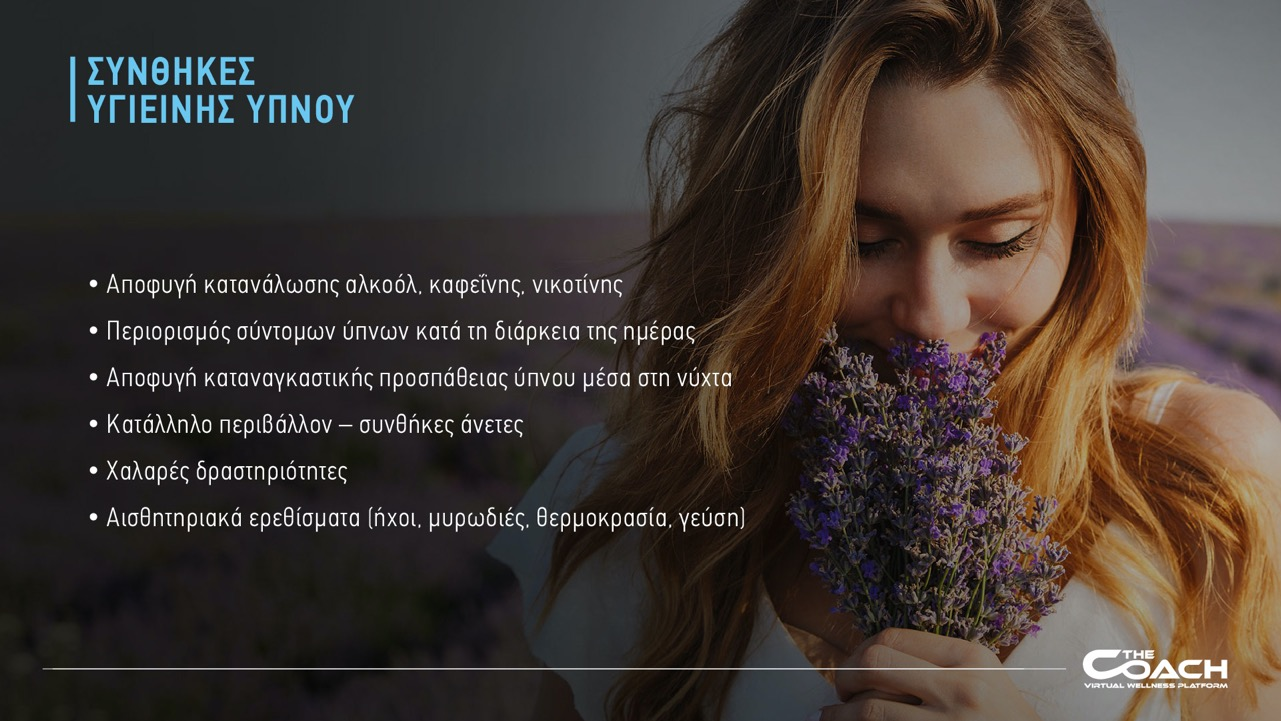 ΣΥΝΘΗΚΕΣ
ΥΓΙΕΙΝΗΣ ΥΠΝΟΥ
• Αποφυγή κατανάλωσης αλκοόλ, καφεΐνης, νικοτίνης
• Περιορισμός σύντομων ύπνων κατά τη διάρκεια της ημέρας
• Αποφυγή καταναγκαστικής προσπάθειας ύπνου μέσα στη νύχτα
• Κατάλληλο περιβάλλον – συνθήκες άνετες
• Χαλαρές δραστηριότητες
• Αισθητηριακά ερεθίσματα (ήχοι, μυρωδιές, θερμοκρασία, γεύση)
THE
COACH
VIRTUAL WELLNESS PLATFORM